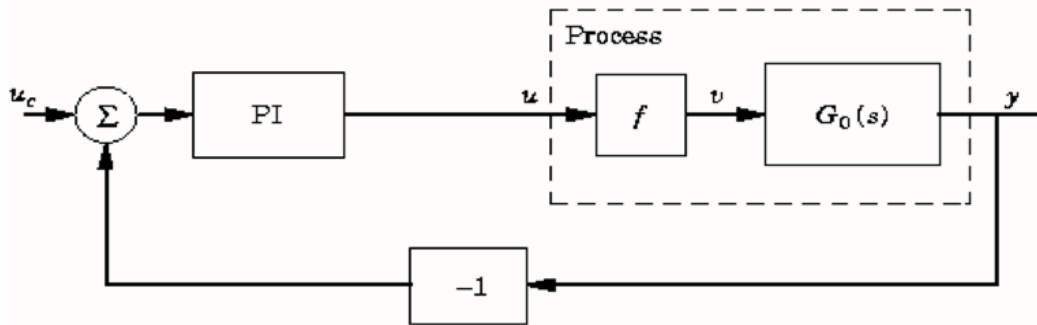 Process
u_c
Σ
PI
u
f
v
G_0(s)
y
-1